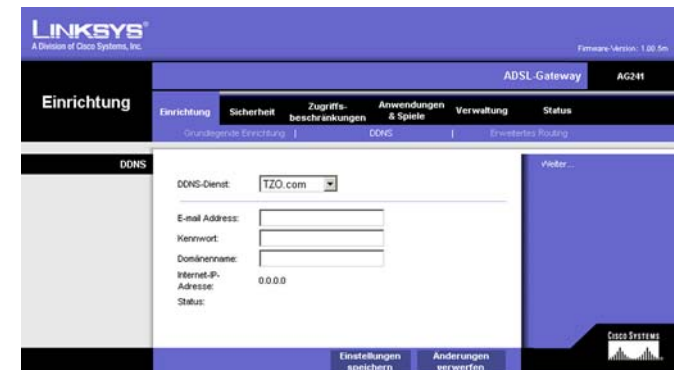 LINKSYS®
A Division of Cisco Systems, Inc.
Firmware-Version: 1.00.5m
ADSL-Gateway AG241
Einrichtung
Einrichtung Sicherheit Zugriffs-beschränkungen Anwendungen & Spiele Verwaltung Status
Grundlegende Einrichtung | DDNS | Erweitertes Routing
DDNS
Weiter...
DDNS-Dienst: TZO.com
E-mail Address:
Kennwort:
Domänenname:
Internet-IP-
Adresse: 0.0.0.0
Status:
CISCO SYSTEMS
Einstellungen
speichern
Änderungen
verwerfen